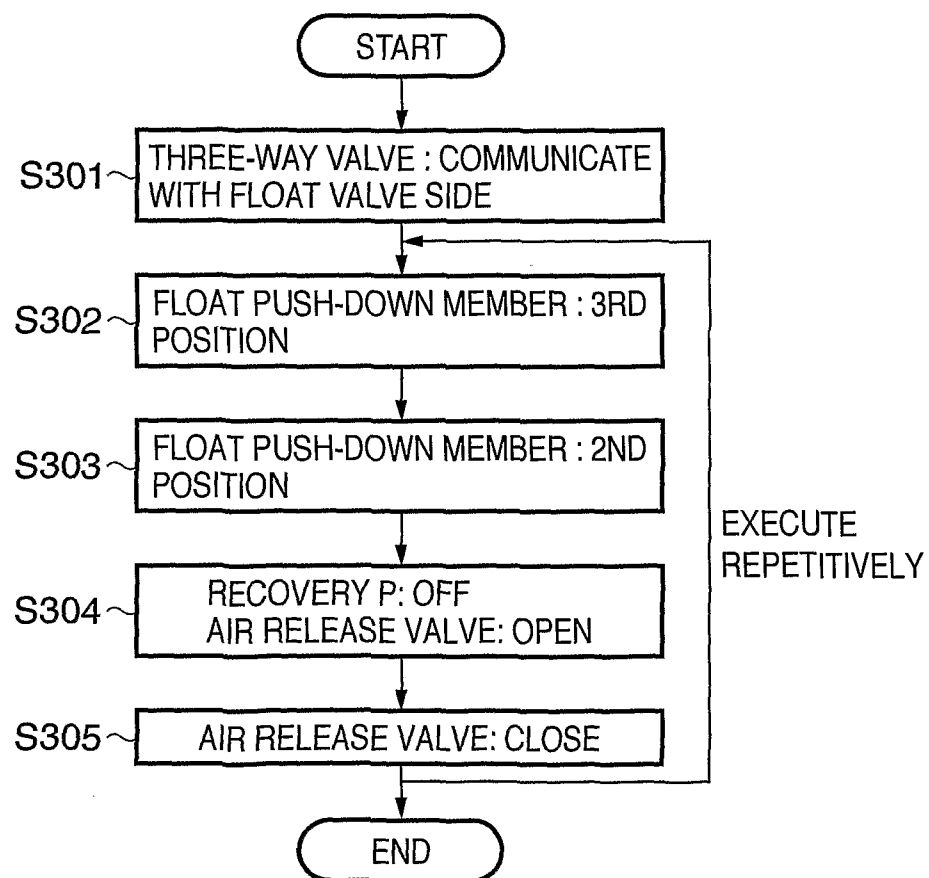 START
S301
THREE-WAY VALVE : COMMUNICATE
WITH FLOAT VALVE SIDE
S302
FLOAT PUSH-DOWN MEMBER : 3RD
POSITION
S303
FLOAT PUSH-DOWN MEMBER : 2ND
POSITION
EXECUTE
REPETITIVELY
S304
RECOVERY P: OFF
AIR RELEASE VALVE: OPEN
S305
AIR RELEASE VALVE: CLOSE
END